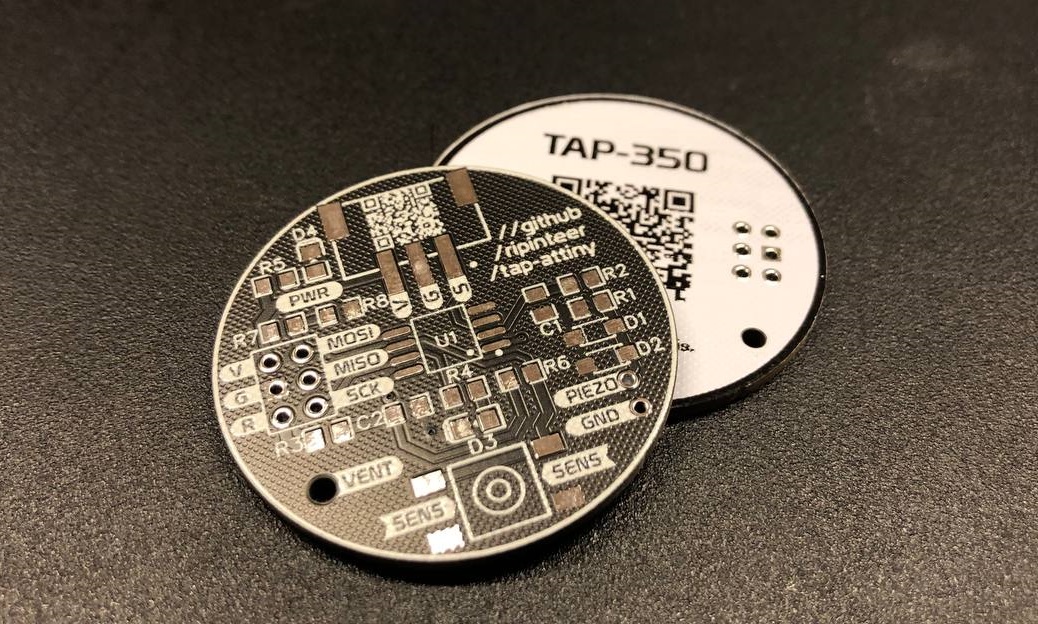 TAP-350
//github
/ripinteer
/tap-attiny
D4
R5
PWR
R8
R7
V
G
S
R2
R1
C1
D1
D2
U1
MOSI
MISO
SCK
V
G
R
R3
C2
R4
R6
D3
PIEZO
GND
VENT
SENS
SENS